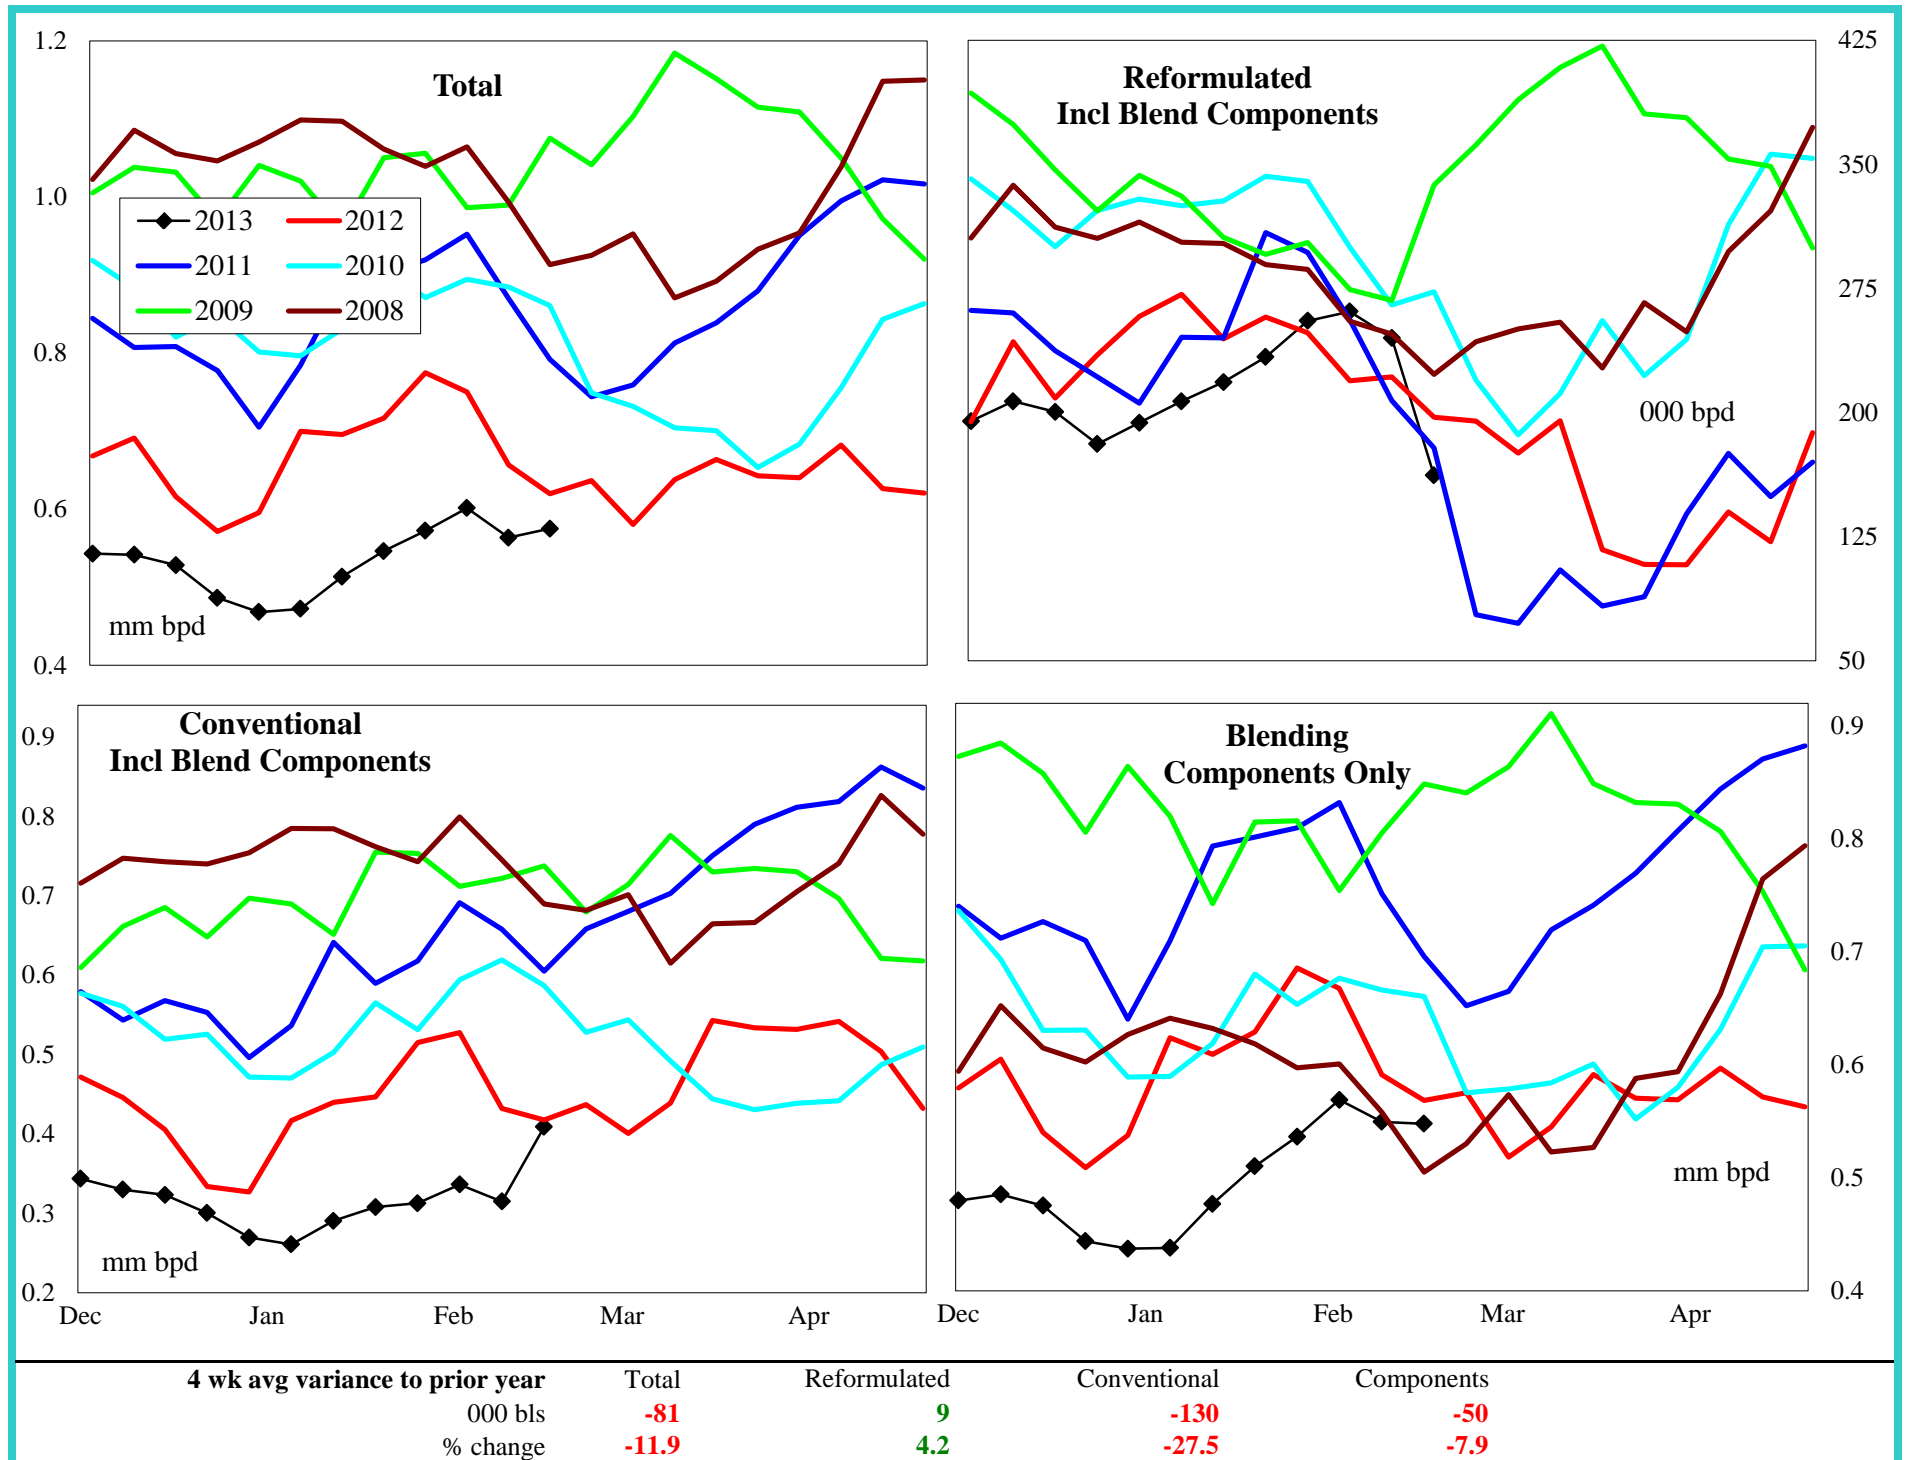 1.2
1.0
0.8
0.6
0.4
Total
2013
2012
2011
2010
2009
2008
mm bpd
Reformulated
Incl Blend Components
000 bpd
425
350
275
200
125
50
0.9
0.8
0.7
0.6
0.5
0.4
0.3
0.2
Conventional
Incl Blend Components
mm bpd
Dec Jan Feb Mar Apr
Blending
Components Only
mm bpd
0.9
0.8
0.7
0.6
0.5
0.4
Dec Jan Feb Mar Apr
4 wk avg variance to prior year Total Reformulated Conventional Components
000 bls -81 9 -130 -50
% change -11.9 4.2 -27.5 -7.9